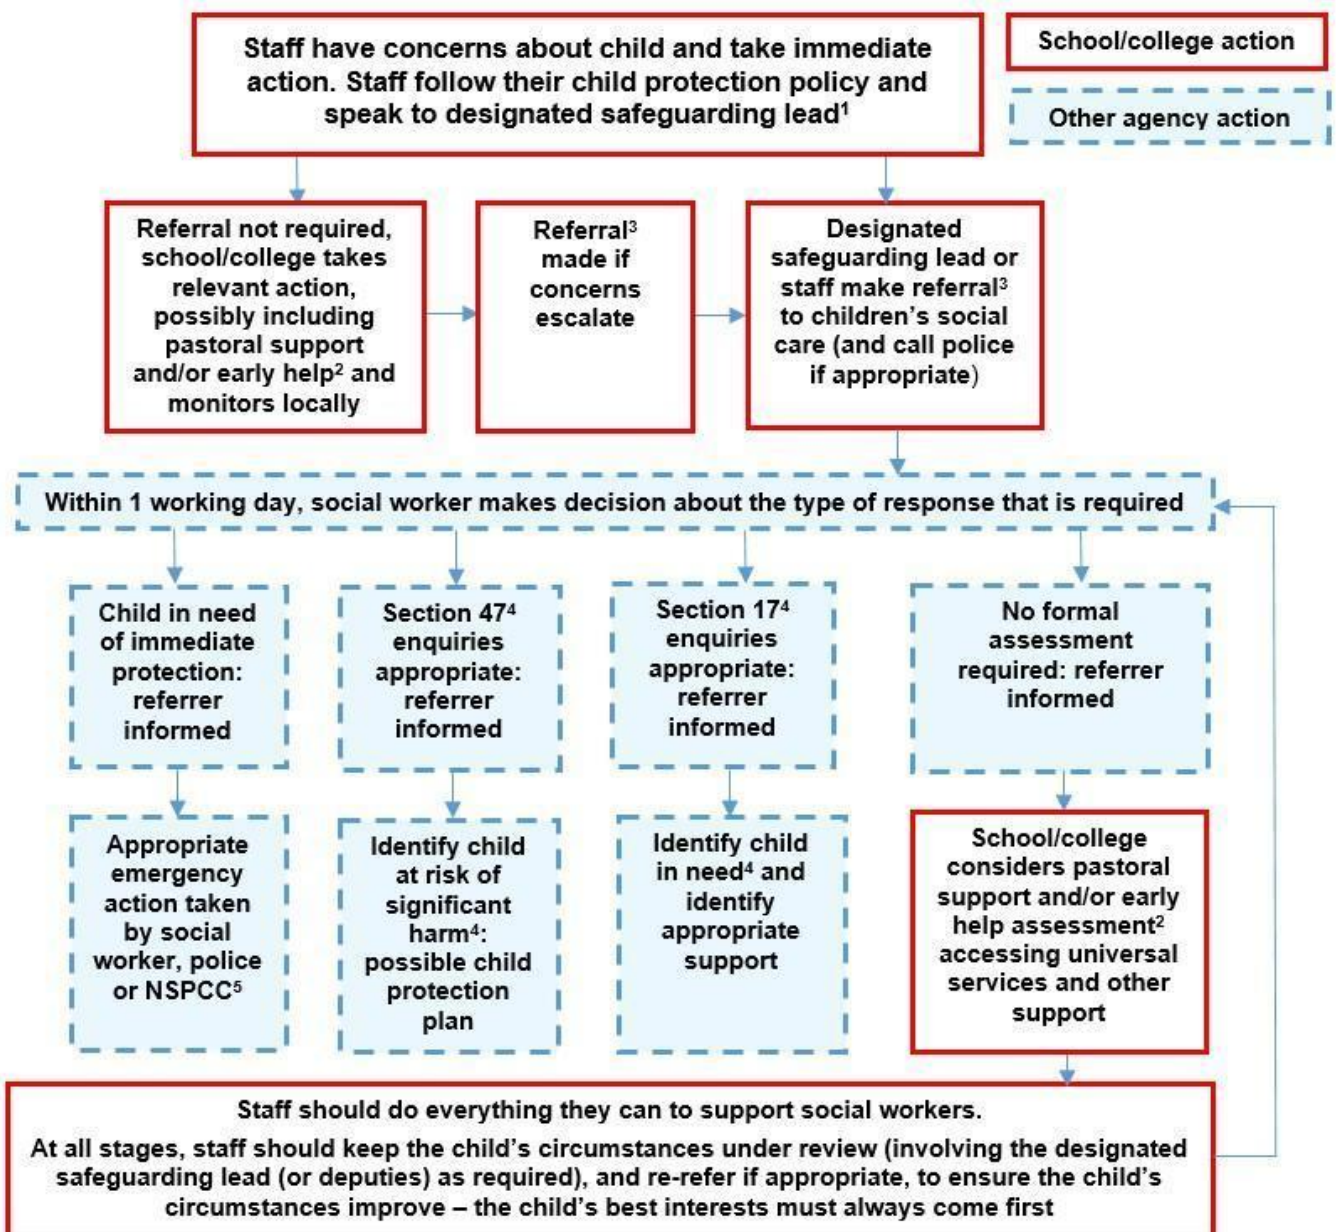 Staff have concerns about child and take immediate
action. Staff follow their child protection policy and
speak to designated safeguarding lead¹
School/college action
Other agency action
Referral not required,
school/college takes
relevant action,
possibly including
pastoral support
and/or early help² and
monitors locally
Referral³
made if
concerns
escalate
Designated
safeguarding lead or
staff make referral³
to children’s social
care (and call police
if appropriate)
Within 1 working day, social worker makes decision about the type of response that is required
Child in need
of immediate
protection:
referrer
informed
Section 47⁴
enquiries
appropriate:
referrer
informed
Section 17⁴
enquiries
appropriate:
referrer
informed
No formal
assessment
required: referrer
informed
Appropriate
emergency
action taken
by social
worker, police
or NSPCC⁵
Identify child
at risk of
significant
harm⁴:
possible child
protection
plan
Identify child
in need⁴ and
identify
appropriate
support
School/college
considers pastoral
support and/or early
help assessment²
accessing universal
services and other
support
Staff should do everything they can to support social workers.
At all stages, staff should keep the child’s circumstances under review (involving the designated
safeguarding lead (or deputies) as required), and re-refer if appropriate, to ensure the child’s
circumstances improve – the child’s best interests must always come first